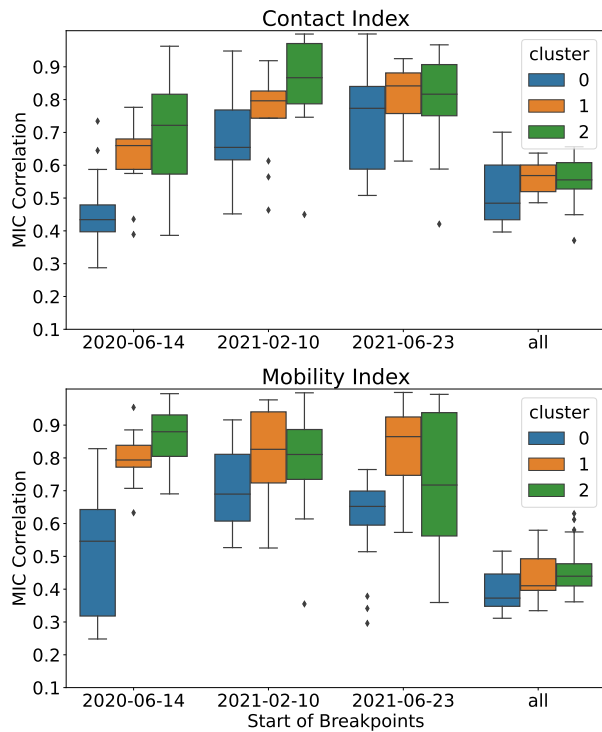 Contact Index
MIC Correlation
0.9
0.8
0.7
0.6
0.5
0.4
0.3
0.2
0.1
cluster
0
1
2
2020-06-14 2021-02-10 2021-06-23 all
Mobility Index
MIC Correlation
0.9
0.8
0.7
0.6
0.5
0.4
0.3
0.2
0.1
cluster
0
1
2
2020-06-14 2021-02-10 2021-06-23 all
Start of Breakpoints